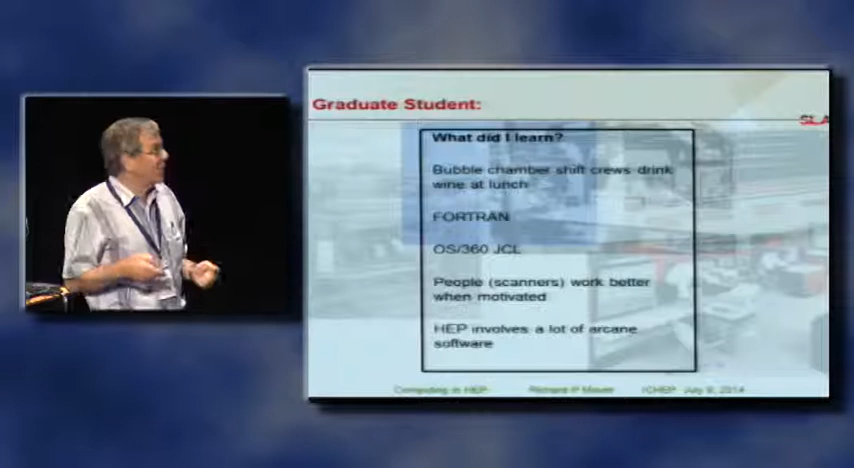 Graduate Student:
SLA
What did I learn?
Bubble chamber shift crews drink
wine at lunch
FORTRAN
OS/360 JCL
People (scanners) work better
when motivated
HEP involves a lot of arcane
software
Computing in HEP Richard P Mount ICHEP July 9, 2014